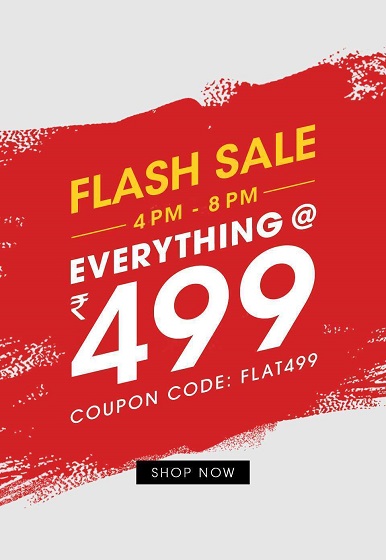 FLASH SALE
4 PM - 8 PM
EVERYTHING @
₹499
COUPON CODE: FLAT499
SHOP NOW